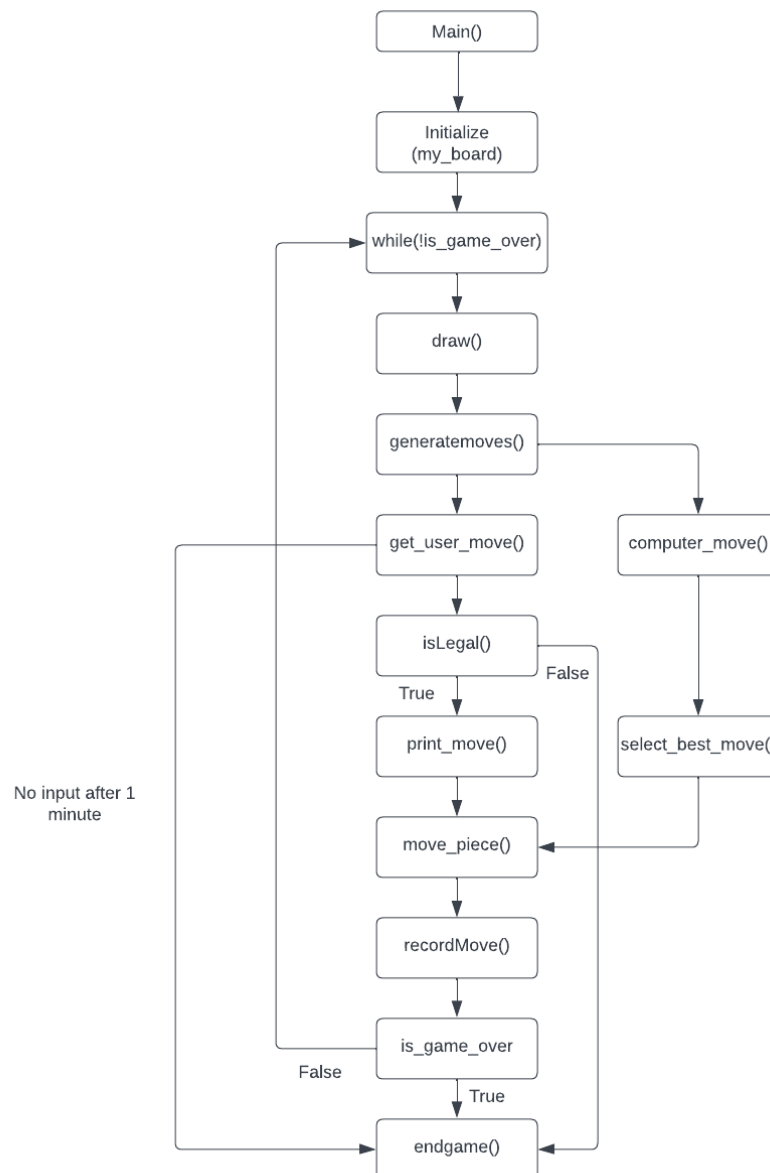 Main()
Initialize
(my_board)
while(!is_game_over)
draw()
generatemoves()
get_user_move()
computer_move()
isLegal()
False
True
print_move()
select_best_move(
No input after 1
minute
move_piece()
recordMove()
is_game_over
False
True
endgame()